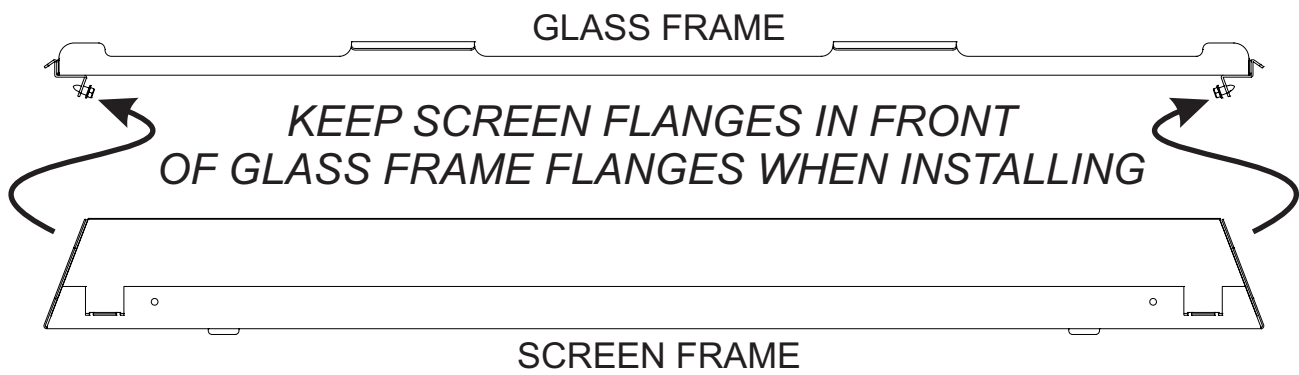 GLASS FRAME
KEEP SCREEN FLANGES IN FRONT
OF GLASS FRAME FLANGES WHEN INSTALLING
SCREEN FRAME